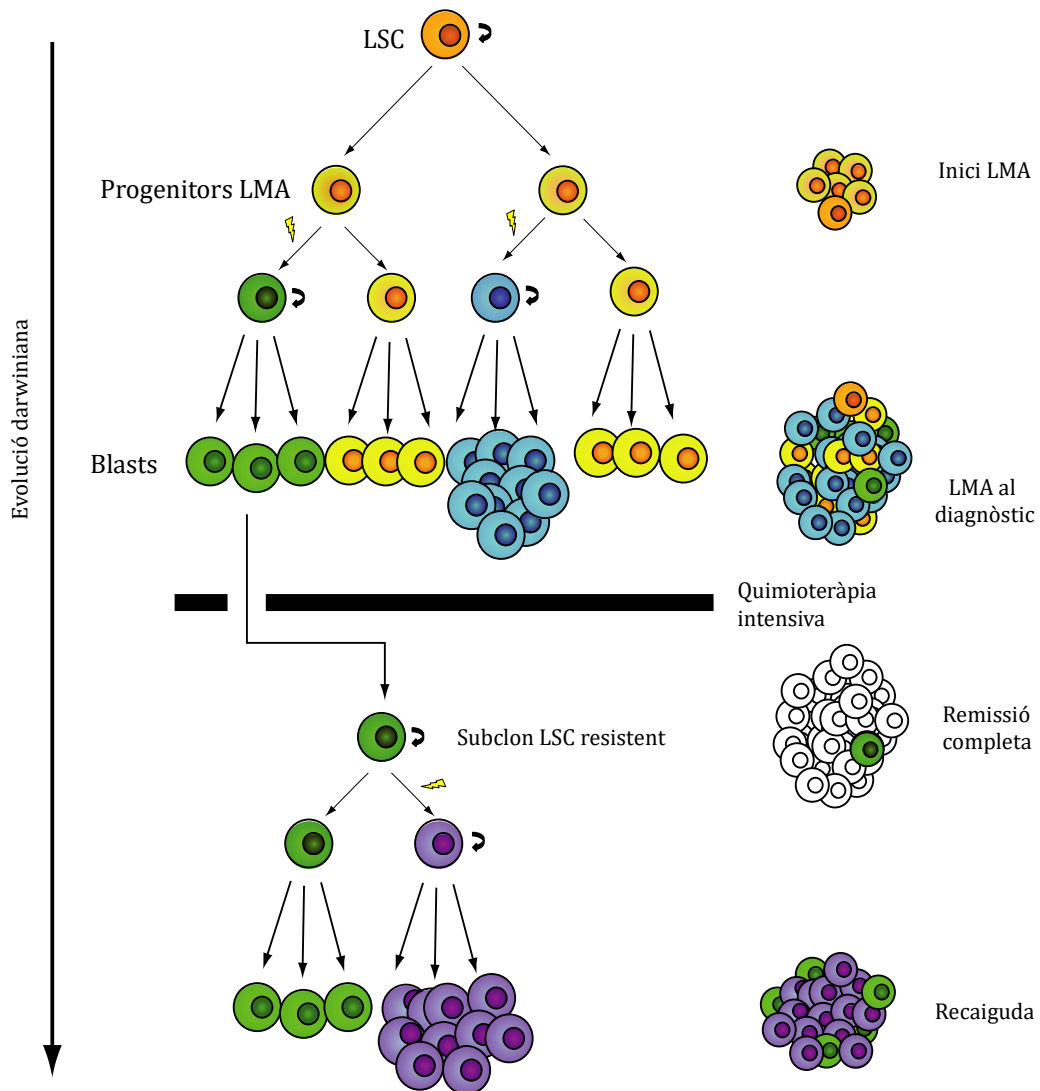 LSC
Progenitors LMA
Inici LMA
Evolució darwiniana
Blasts
LMA al
diagnòstic
Quimioteràpia
intensiva
Subclon LSC resistent
Remissió
completa
Recaiguda